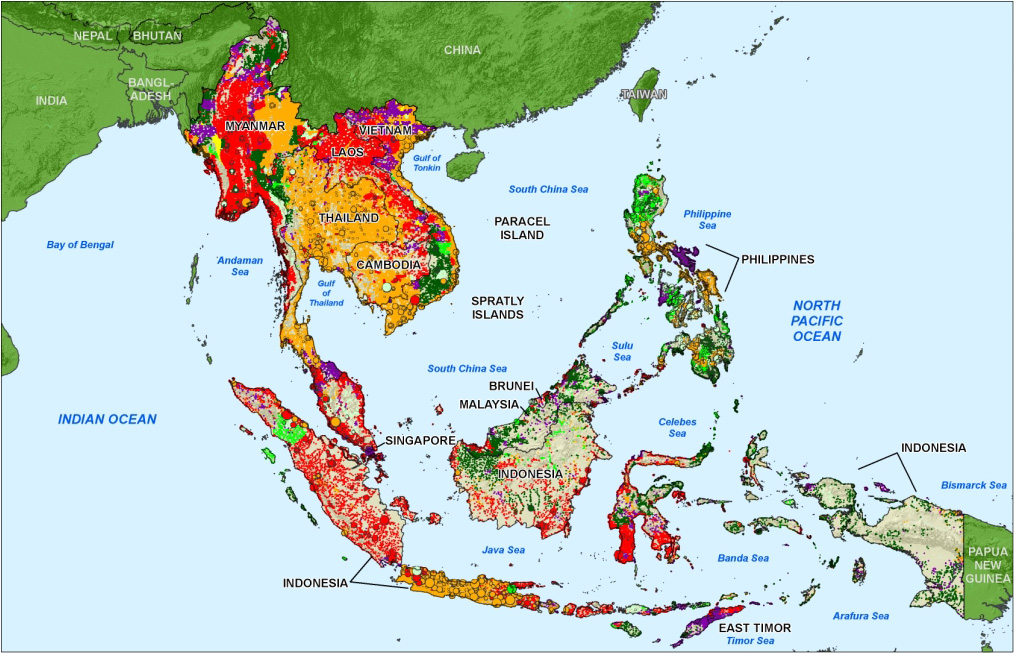 NEPAL
BHUTAN
CHINA
INDIA
BANGL-
ADESH
TAIWAN
MYANMAR
VIETNAM
LAOS
Gulf of
Tonkin
South China Sea
PARACEL
ISLAND
Philippine
Sea
THAILAND
Bay of Bengal
Andaman
Sea
CAMBODIA
PHILIPPINES
Gulf
of
Thailand
SPRATLY
ISLANDS
NORTH
PACIFIC
OCEAN
Sulu
Sea
South China Sea
BRUNEI
MALAYSIA
INDIAN OCEAN
Celebes
Sea
SINGAPORE
INDONESIA
INDONESIA
Bismarck Sea
Java Sea
Banda Sea
PAPUA
NEW
GUINEA
INDONESIA
Arafura Sea
EAST TIMOR
Timor Sea